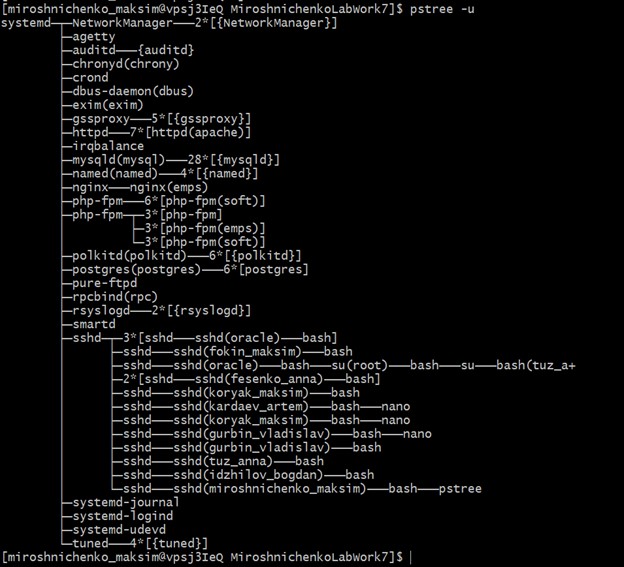 [miroshnichenko_maksim@vpsj3IeQ MiroshnichenkoLabWork7]$ pstree -u
systemd─┬─NetworkManager───2*[{NetworkManager}]
        ├─agetty
        ├─auditd───{auditd}
        ├─chronyd(chrony)
        ├─crond
        ├─dbus-daemon(dbus)
        ├─exim(exim)
        ├─gssproxy───5*[{gssproxy}]
        ├─httpd───7*[httpd(apache)]
        ├─irqbalance
        ├─mysqld(mysql)───28*[{mysqld}]
        ├─named(named)───4*[{named}]
        ├─nginx───nginx(emps)
        ├─php-fpm───6*[php-fpm(soft)]
        ├─php-fpm─┬─3*[php-fpm]
        │         ├─3*[php-fpm(emps)]
        │         └─3*[php-fpm(soft)]
        ├─polkitd(polkitd)───6*[{polkitd}]
        ├─postgres(postgres)───6*[postgres]
        ├─pure-ftpd
        ├─rpcbind(rpc)
        ├─rsyslogd───2*[{rsyslogd}]
        ├─smartd
        ├─sshd─┬─3*[sshd───sshd(oracle)───bash]
        │      ├─sshd───sshd(fokin_maksim)───bash
        │      ├─sshd───sshd(oracle)───bash───su(root)───bash───su───bash(tuz_a+
        │      ├─2*[sshd───sshd(fesenko_anna)───bash]
        │      ├─sshd───sshd(koryak_maksim)───bash
        │      ├─sshd───sshd(kardaev_artem)───bash───nano
        │      ├─sshd───sshd(koryak_maksim)───bash───nano
        │      ├─sshd───sshd(gurbin_vladislav)───bash───nano
        │      ├─sshd───sshd(gurbin_vladislav)───bash
        │      ├─sshd───sshd(tuz_anna)───bash
        │      ├─sshd───sshd(idzhilov_bogdan)───bash
        │      └─sshd───sshd(miroshnichenko_maksim)───bash───pstree
        ├─systemd-journal
        ├─systemd-logind
        ├─systemd-udevd
        └─tuned───4*[{tuned}]
[miroshnichenko_maksim@vpsj3IeQ MiroshnichenkoLabWork7]$